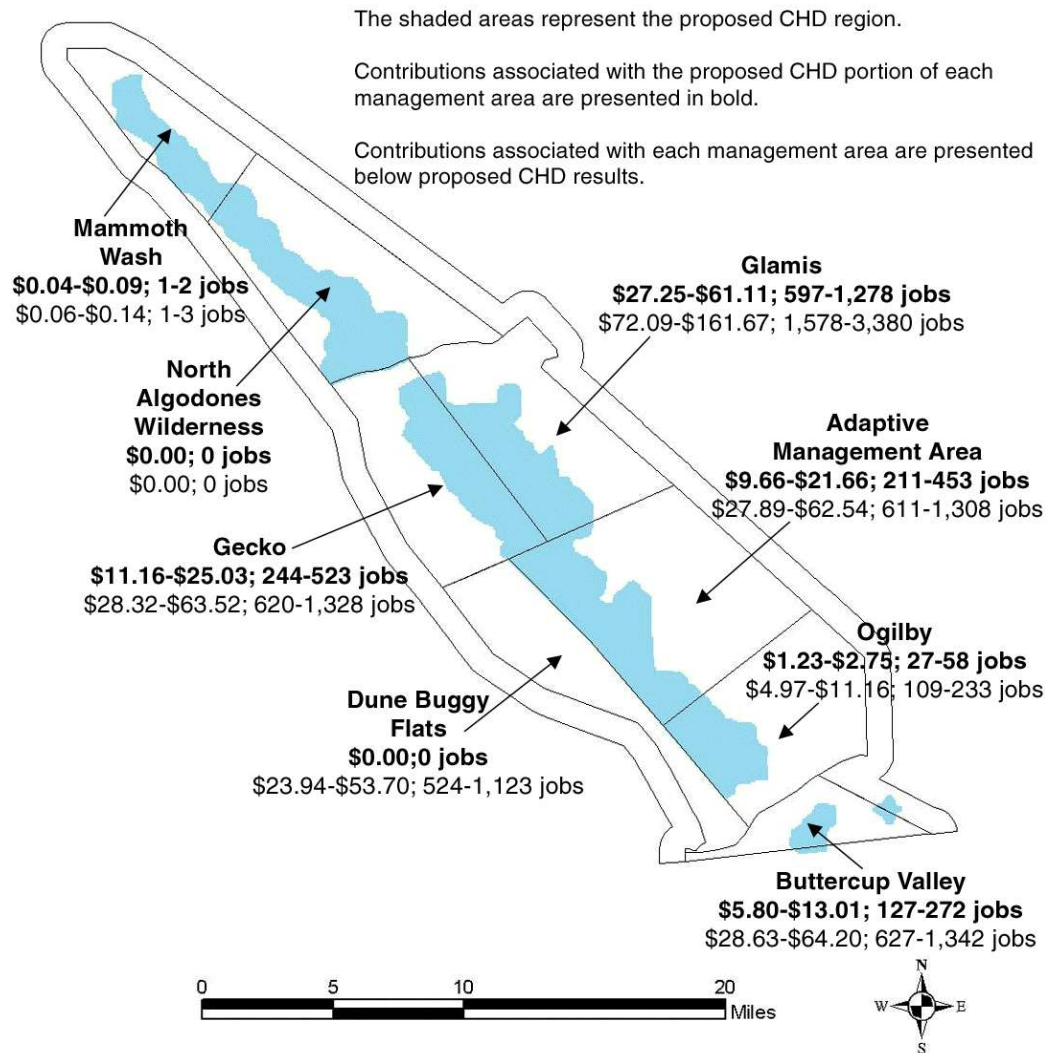 The shaded areas represent the proposed CHD region.
Contributions associated with the proposed CHD portion of each
management area are presented in bold.
Contributions associated with each management area are presented
below proposed CHD results.
Mammoth
Wash
$0.04-$0.09; 1-2 jobs
$0.06-$0.14; 1-3 jobs
Glamis
$27.25-$61.11; 597-1,278 jobs
$72.09-$161.67; 1,578-3,380 jobs
North
Algodones
Wilderness
$0.00; 0 jobs
$0.00; 0 jobs
Adaptive
Management Area
$9.66-$21.66; 211-453 jobs
$27.89-$62.54; 611-1,308 jobs
Gecko
$11.16-$25.03; 244-523 jobs
$28.32-$63.52; 620-1,328 jobs
Ogilby
$1.23-$2.75; 27-58 jobs
$4.97-$11.16; 109-233 jobs
Dune Buggy
Flats
$0.00;0 jobs
$23.94-$53.70; 524-1,123 jobs
Buttercup Valley
$5.80-$13.01; 127-272 jobs
$28.63-$64.20; 627-1,342 jobs
0 5 10 20
Miles
N
W E
S